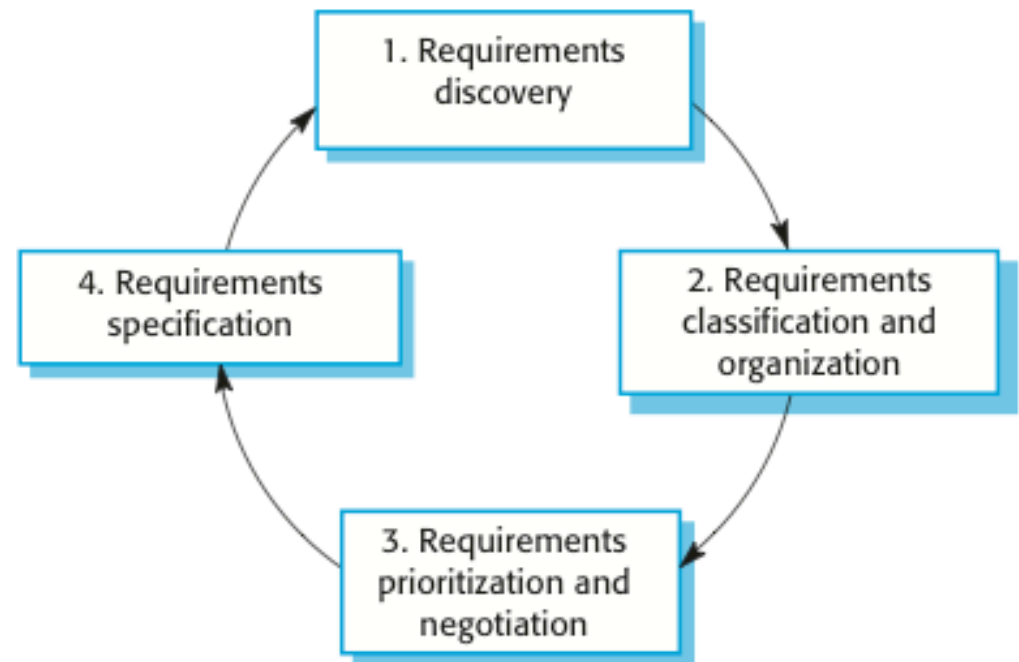 1. Requirements
discovery
2. Requirements
classification and
organization
3. Requirements
prioritization and
negotiation
4. Requirements
specification